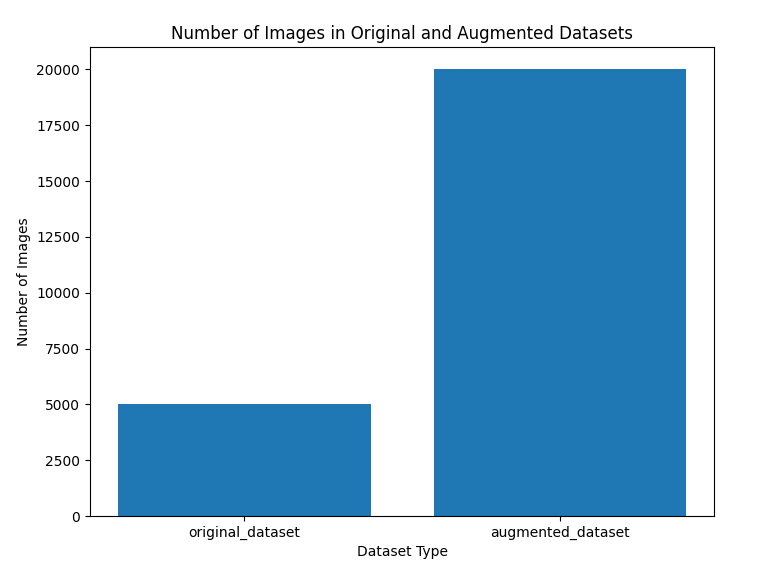 Number of Images in Original and Augmented Datasets
Number of Images
20000
17500
15000
12500
10000
7500
5000
2500
0
original_dataset augmented_dataset
Dataset Type